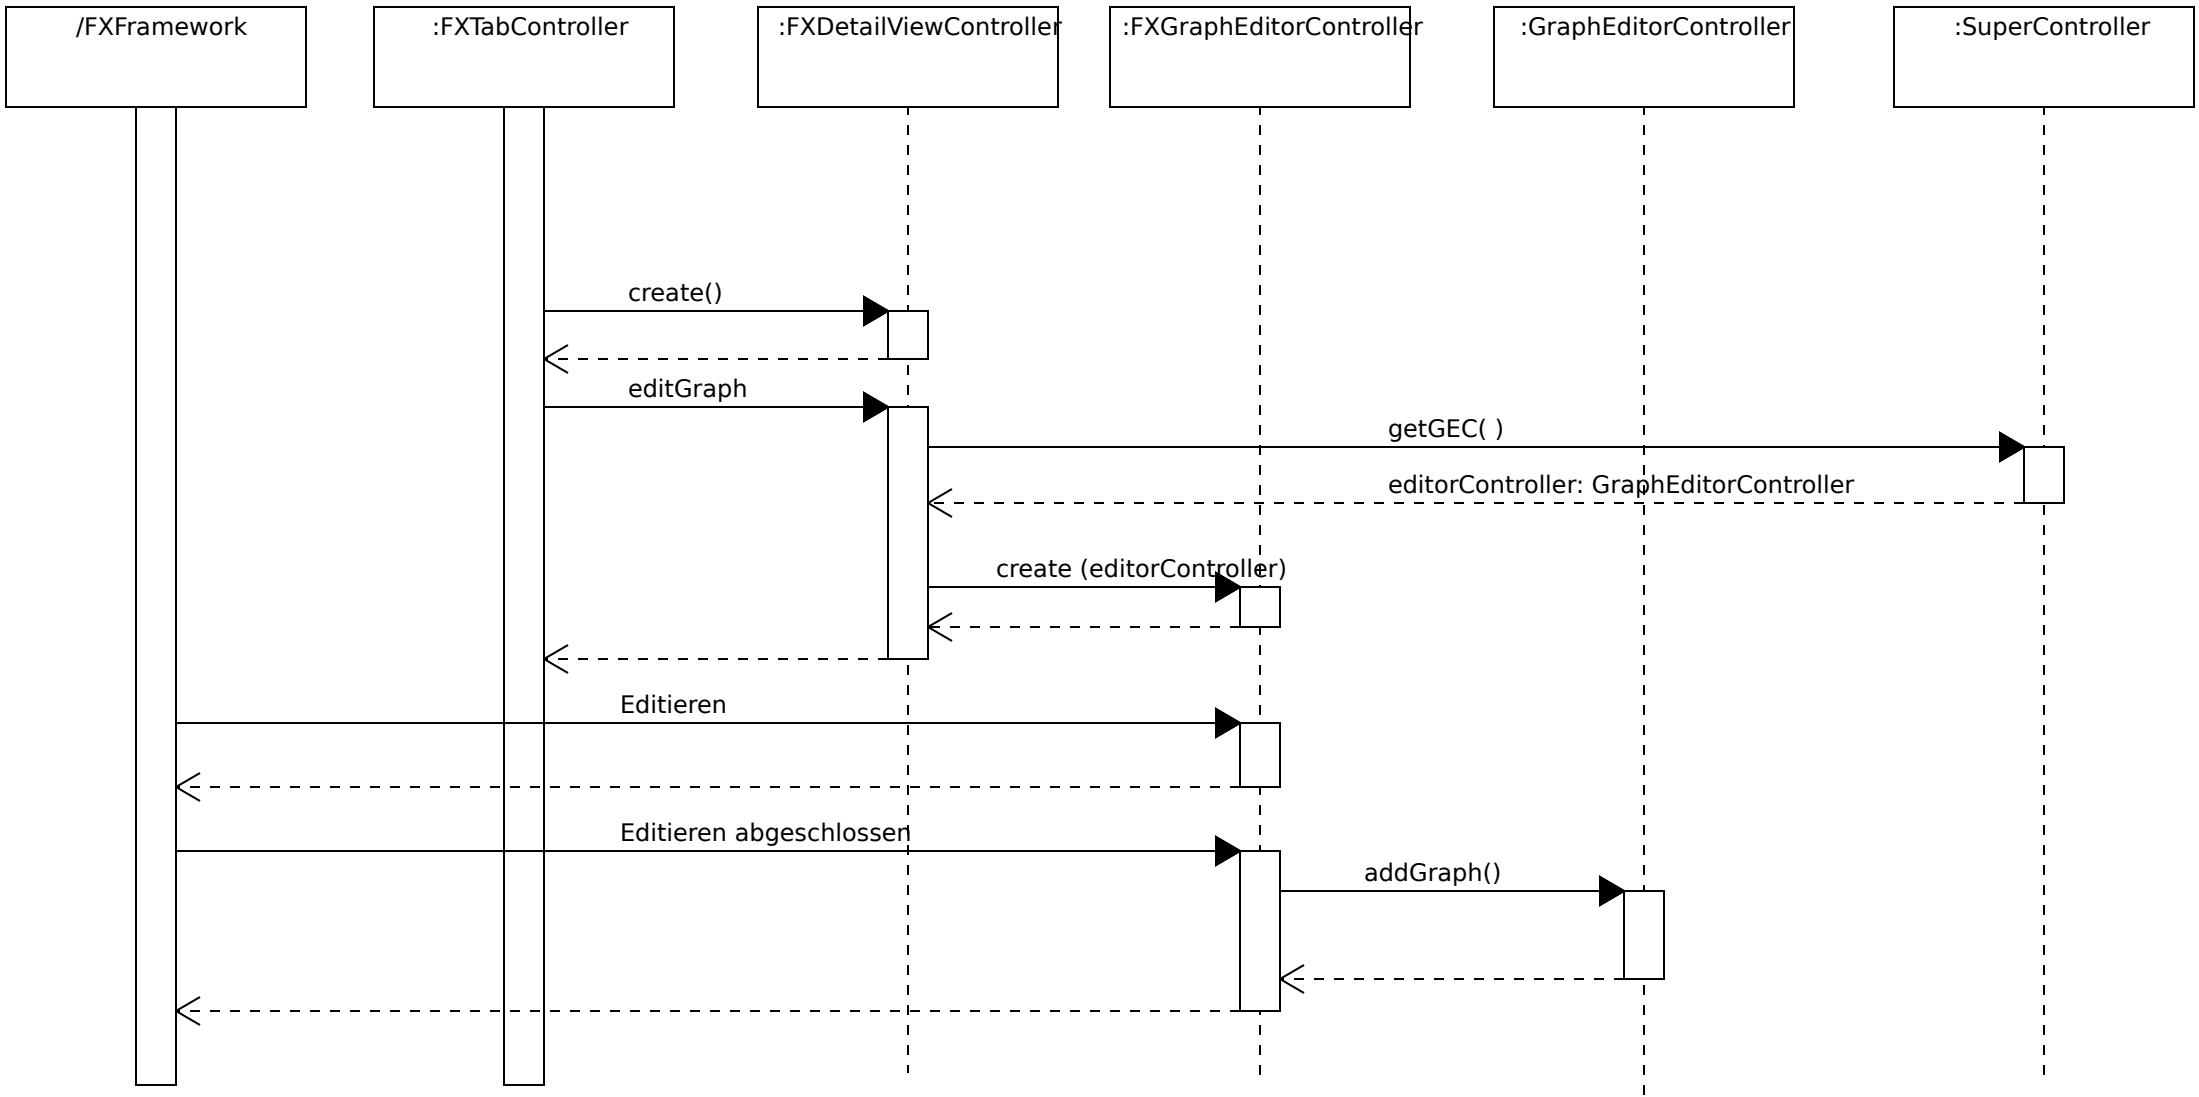 /FXFramework
:FXTabController
:FXDetailViewController
:FXGraphEditorController
:GraphEditorController
:SuperController
create()
editGraph
getGEC( )
editorController: GraphEditorController
create (editorController)
Editieren
Editieren abgeschlossen
addGraph()